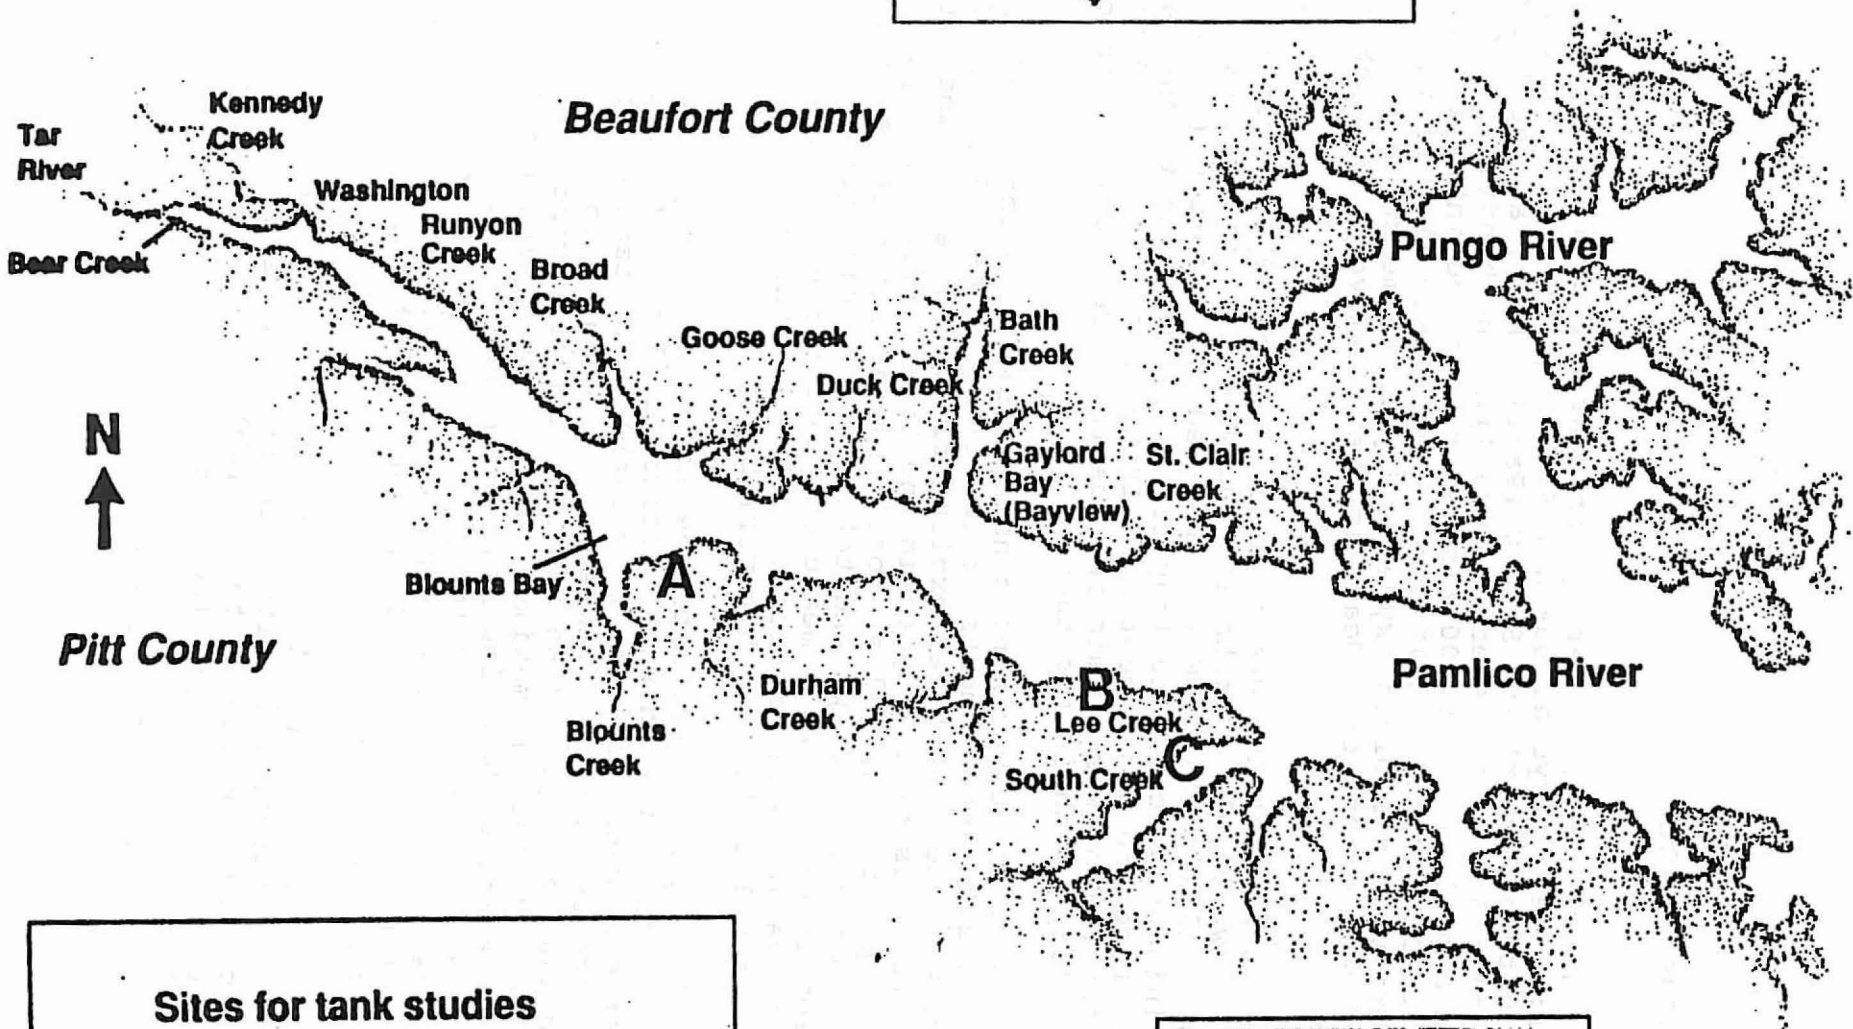 Beaufort County
Kennedy
Creek
Tar
River
Washington
Runyon
Creek
Bear Creek
Broad
Creek
Pungo River
Goose Creek
Bath
Creek
Duck Creek
N
Gaylord
Bay
(Bayview)
St. Clair
Creek
A
Blounts Bay
Pitt County
Durham
Creek
B
Lee Creek
Pamlico River
Blounts
Creek
C
South Creek
Sites for tank studies